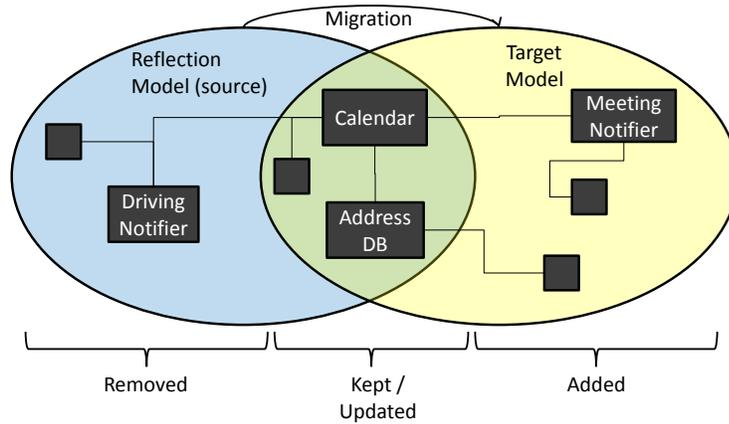 Migration
Reflection
Model (source)
Target
Model
Calendar
Meeting
Notifier
Driving
Notifier
Address
DB
Removed
Kept /
Updated
Added